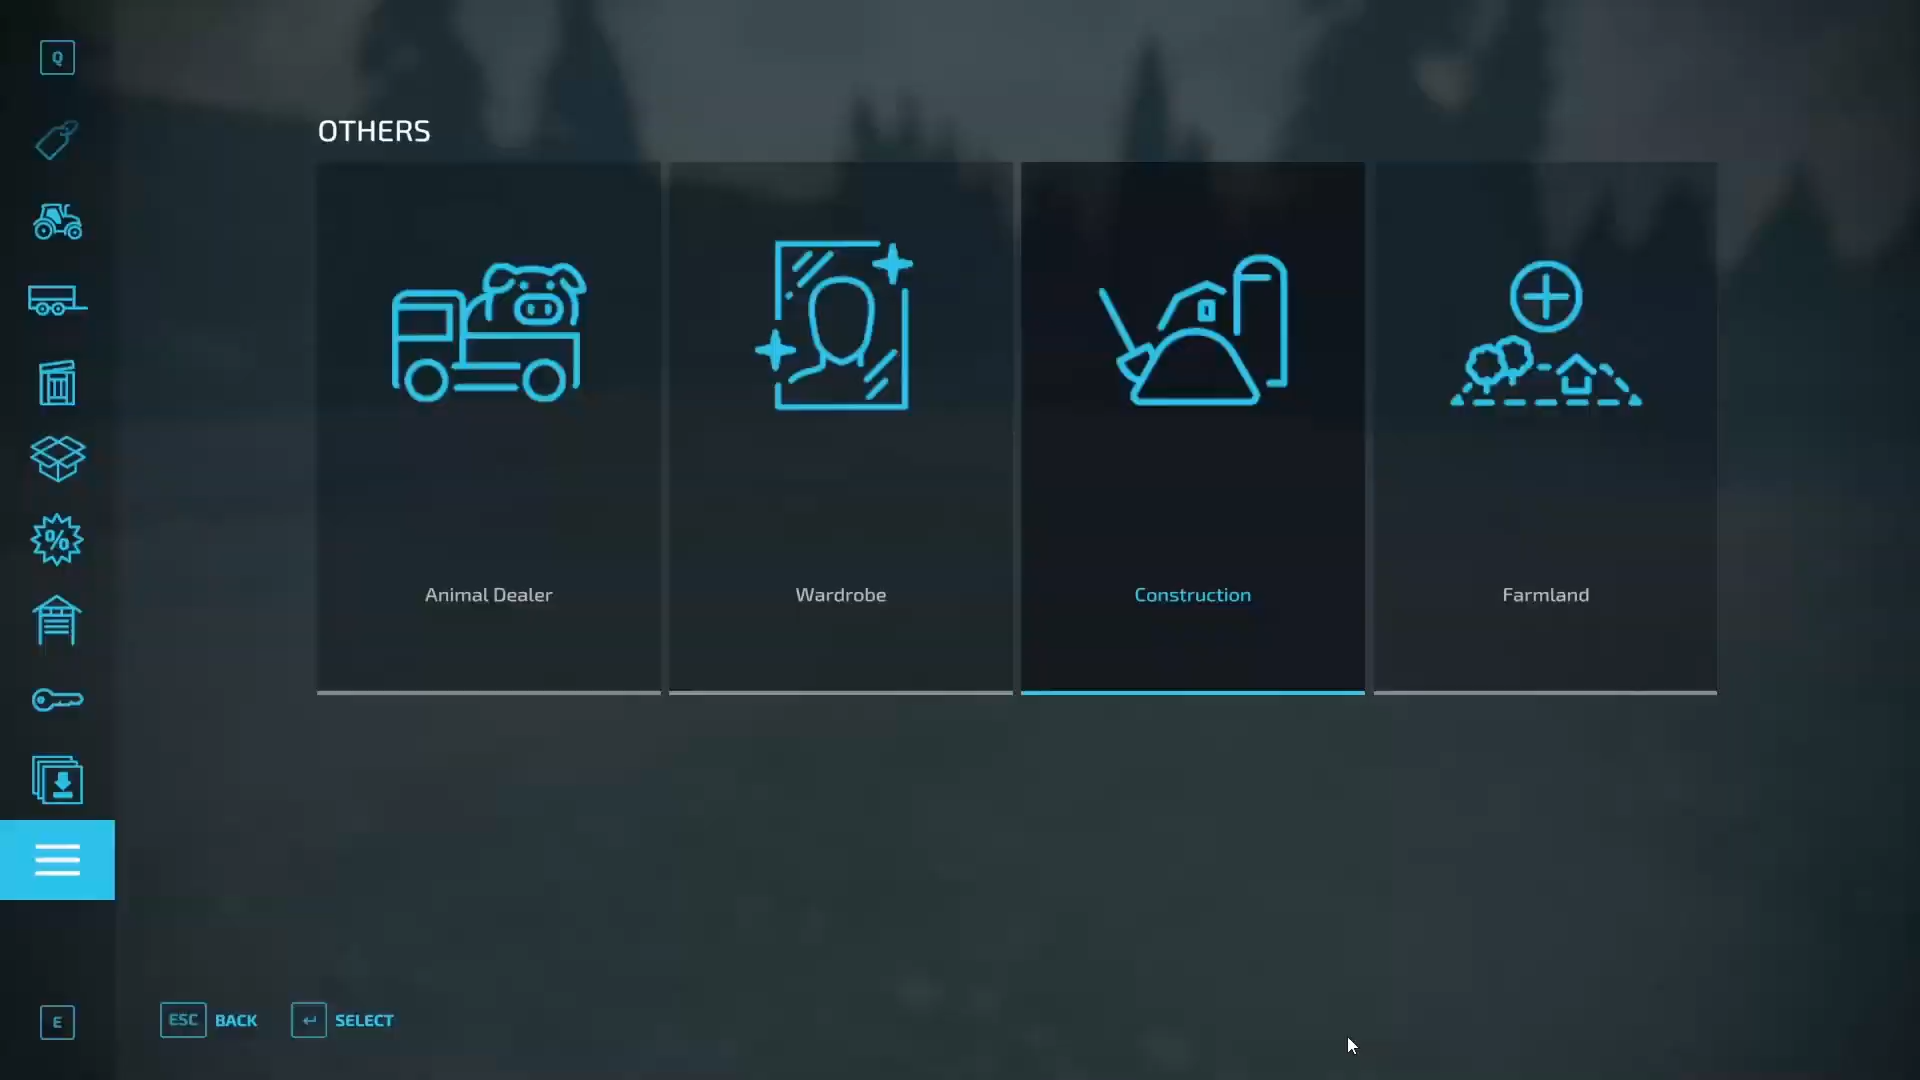 Q
OTHERS
%
Animal Dealer
Wardrobe
Construction
Farmland
E
ESC BACK ↵ SELECT